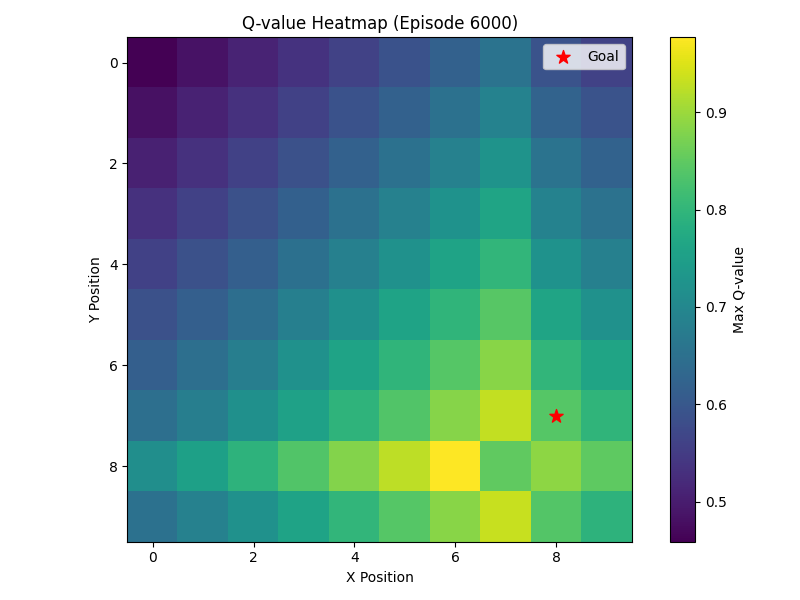 Q-value Heatmap (Episode 6000)
Goal
0
2
4
6
8
Y Position
0 2 4 6 8
X Position
0.9
0.8
0.7
0.6
0.5
Max Q-value